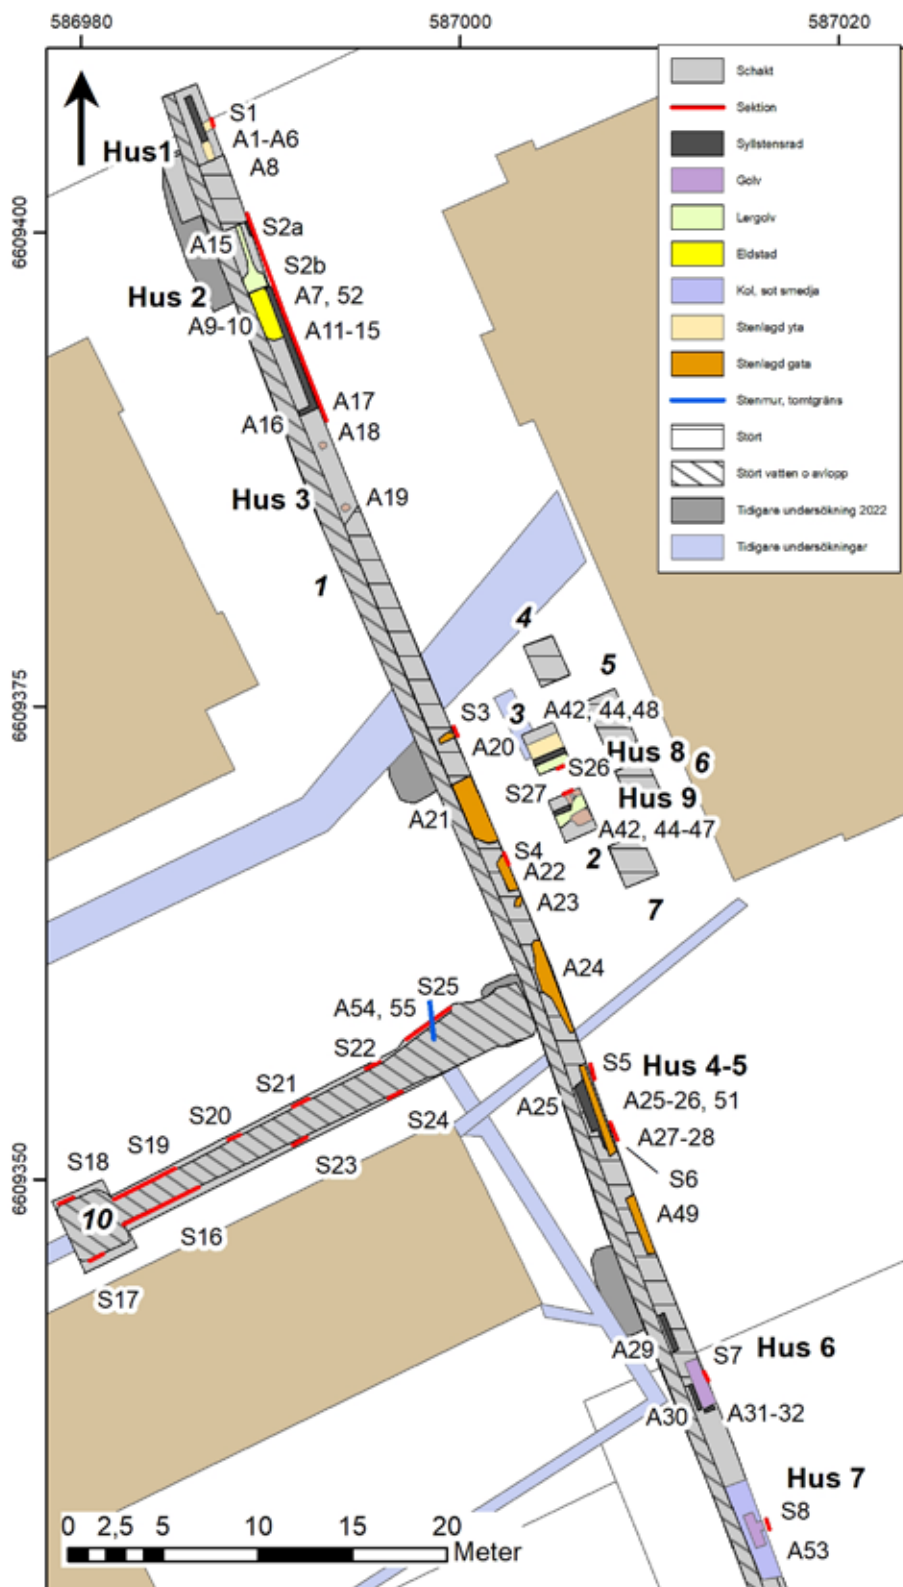 586980
587000
587020
6609400
6609375
6609350
Schakt
Sektion
Syllstensrad
Golv
Lergolv
Eldstad
Kol, sot smedja
Stenlagd yta
Stenlagd gata
Stenmur, tomtgräns
Stört
Stört vatten o avlopp
Tidigare undersökning 2022
Tidigare undersökningar
S1
A1-A6
Hus1
A8
S2a
A15
S2b
Hus 2
A7, 52
A9-10
A11-15
A17
A16
A18
Hus 3
A19
1
4
5
3
S3
A42, 44,48
A20
Hus 8
6
S26
S27
Hus 9
A21
A42, 44-47
S4
2
A22
A23
7
A24
S25
A54, 55
S22
S5
Hus 4-5
S21
A25
A25-26, 51
S20
S24
A27-28
S19
S23
S6
S18
10
S16
A49
S17
A29
S7
Hus 6
A30
A31-32
Hus 7
S8
A53
0 2,5 5 10 15 20
Meter